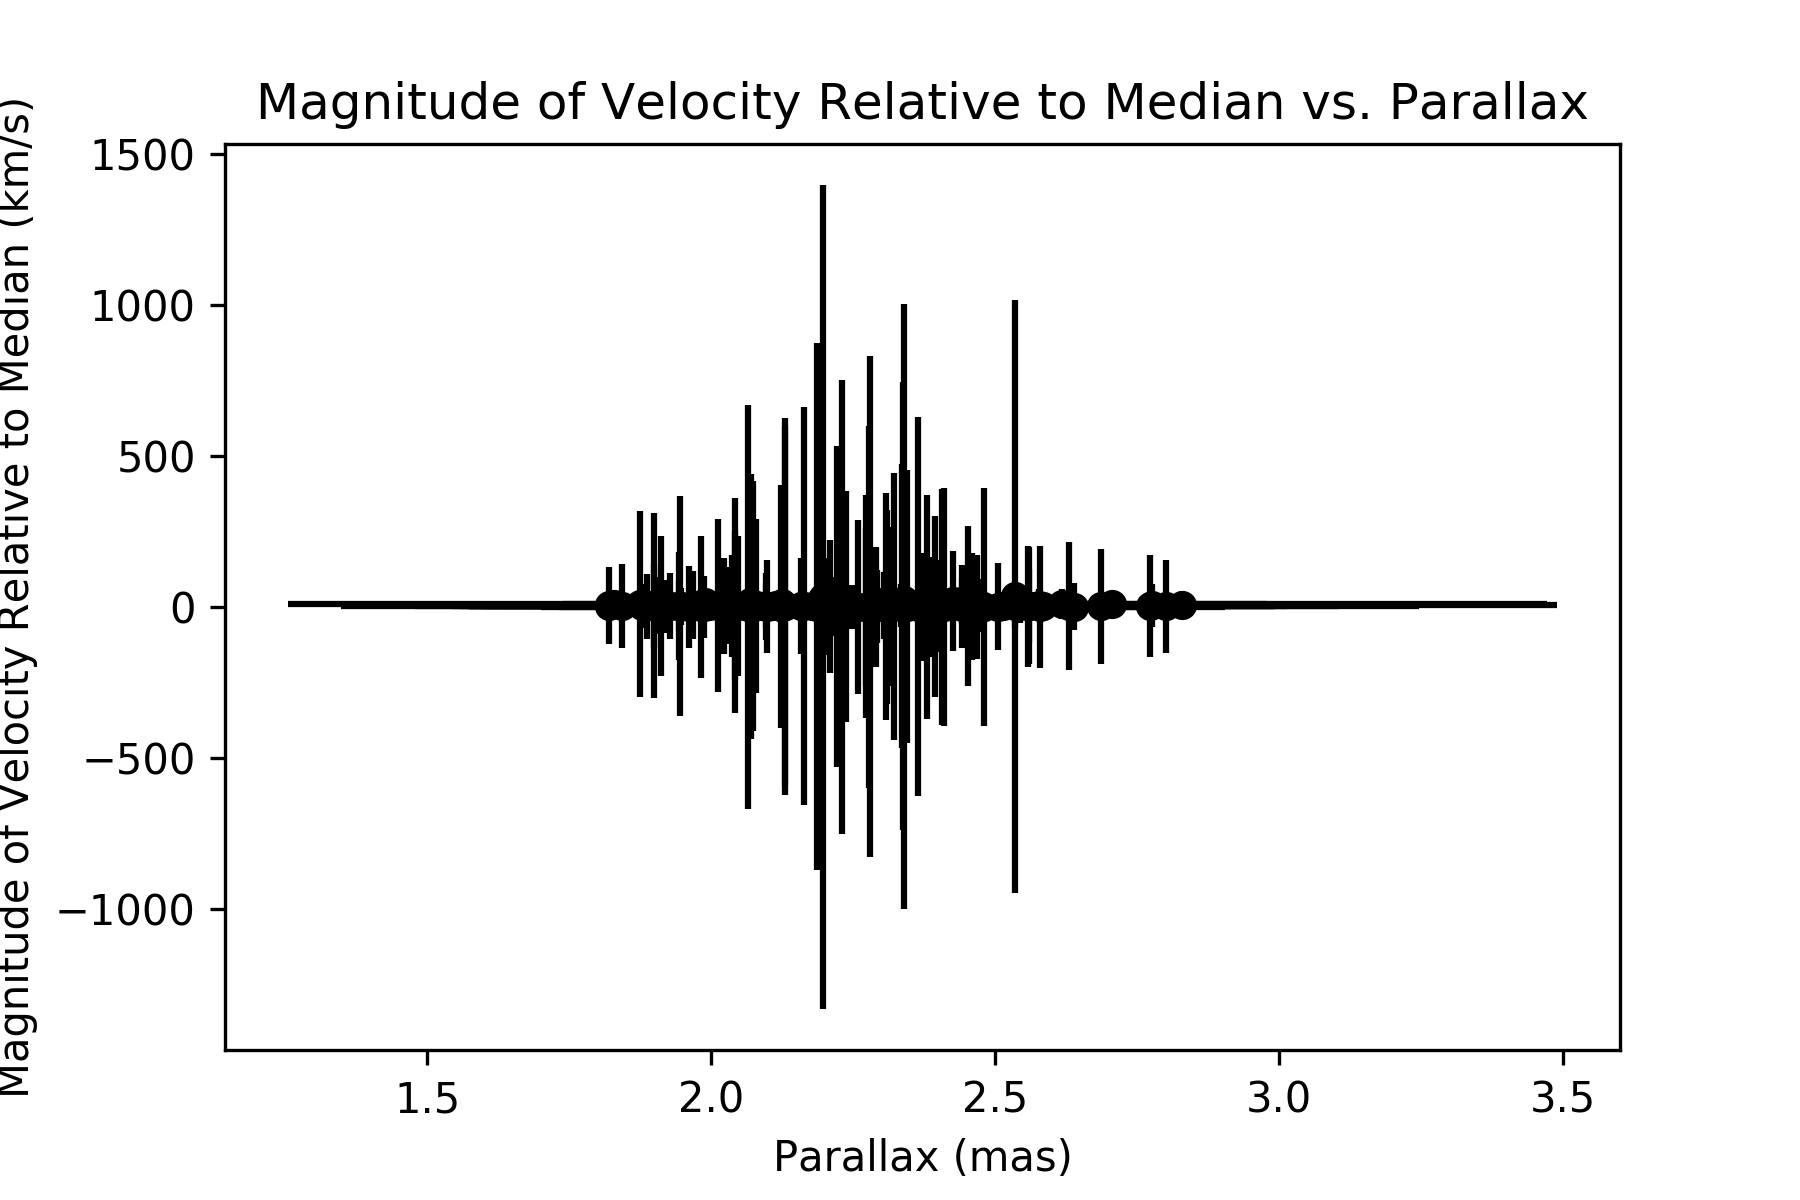 Magnitude of Velocity Relative to Median vs. Parallax
Magnitude of Velocity Relative to Median (km/s)
1500
1000
500
0
−500
−1000
1.5 2.0 2.5 3.0 3.5
Parallax (mas)